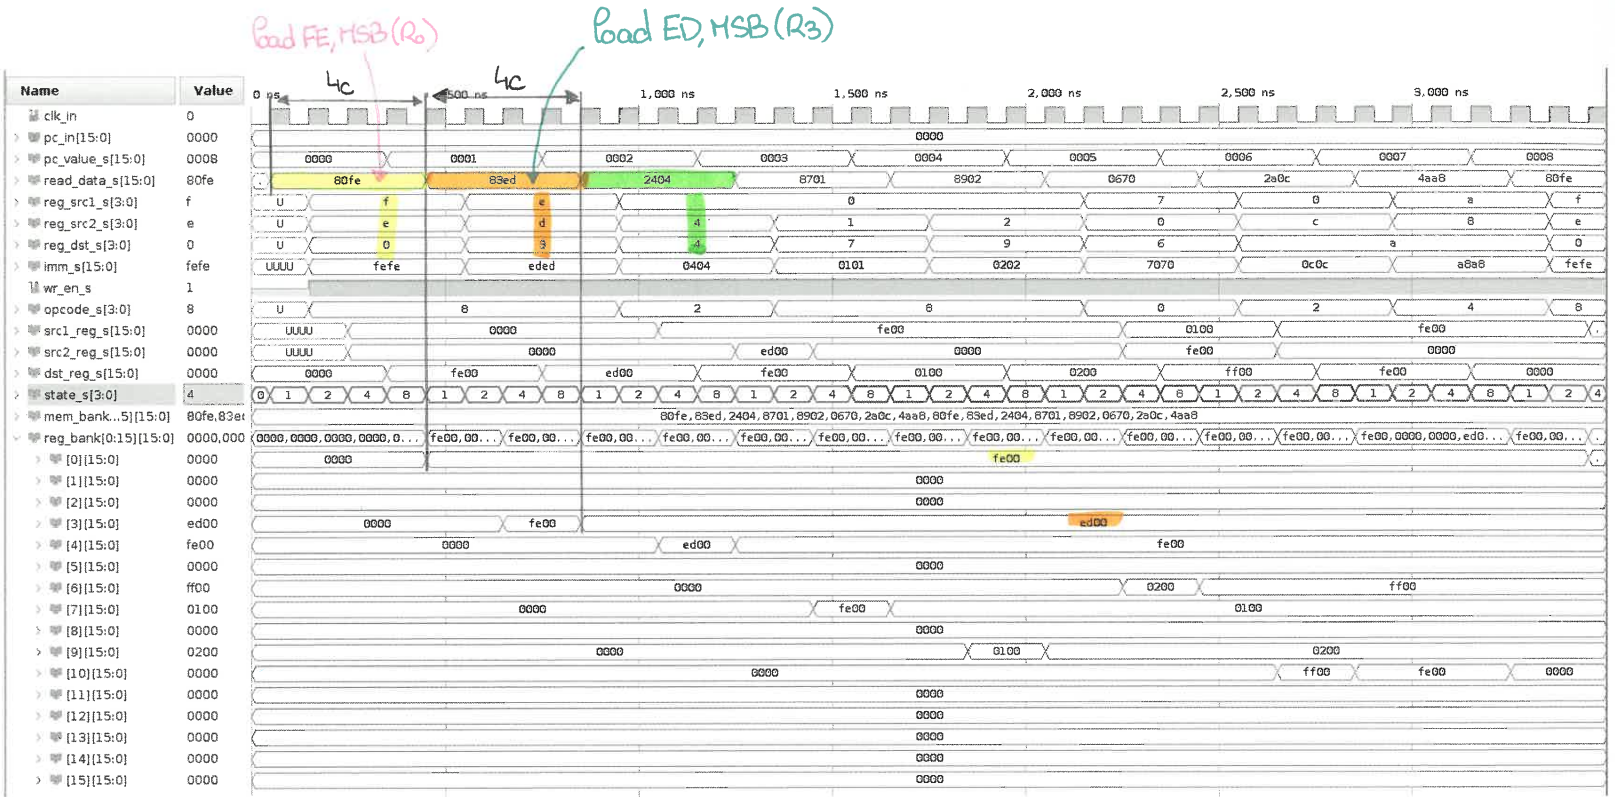 load FE, MSB(R0)
load ED, MSB(R3)
4c 4c
Name Value
0 ns 500 ns 1,000 ns 1,500 ns 2,000 ns 2,500 ns 3,000 ns
clk_in 0
pc_in[15:0] 0000 0000
pc_value_s[15:0] 0008 0000 0001 0002 0003 0004 0005 0006 0007 0008
read_data_s[15:0] 80fe . 80fe 83ed 2404 8701 8902 0670 2a0c 4aa8 80fe
reg_src1_s[3:0] f U f e 0 7 0 a f
reg_src2_s[3:0] e U e d 4 1 2 0 c 8 e
reg_dst_s[3:0] 0 U 0 3 4 7 9 6 a 0
imm_s[15:0] fefe UUUU fefe eded 0404 0101 0202 7070 0c0c a8a8 fefe
wr_en_s 1
opcode_s[3:0] 8 U 8 2 8 0 2 4 8
src1_reg_s[15:0] 0000 UUUU 0000 fe00 0100 fe00 .
src2_reg_s[15:0] 0000 UUUU 0000 ed00 0000 fe00 0000
dst_reg_s[15:0] 0000 0000 fe00 ed00 fe00 0100 0200 ff00 fe00 0000
state_s[3:0] 4 0 1 2 4 8 1 2 4 8 1 2 4 8 1 2 4 8 1 2 4 8 1 2 4 8 1 2 4 8 1 2 4 8 1 2 4
mem_bank...5)[15:0] 80fe,83e 80fe,83ed,2404,8701,8902,0670,2a0c,4aa8,80fe,83ed,2404,8701,8902,0670,2a0c,4aa8
reg_bank[0:15][15:0] 0000,000 0000,0000,0000,0000,0... fe00,00... fe00,00... fe00,00... fe00,00... fe00,00... fe00,00... fe00,00... fe00,00... fe00,00... fe00,00... fe00,00... fe00,00... fe00,0000,0000,ed0... fe00,00... .
[0][15:0] 0000 0000 fe00 .
[1][15:0] 0000 0000
[2][15:0] 0000 0000
[3][15:0] ed00 0000 fe00 ed00
[4][15:0] fe00 0000 ed00 fe00
[5][15:0] 0000 0000
[6][15:0] ff00 0000 0200 ff00
[7][15:0] 0100 0000 fe00 0100
[8][15:0] 0000 0000
[9][15:0] 0200 0000 0100 0200
[10][15:0] 0000 0000 ff00 fe00 0000
[11][15:0] 0000 0000
[12][15:0] 0000 0000
[13][15:0] 0000 0000
[14][15:0] 0000 0000
[15][15:0] 0000 0000